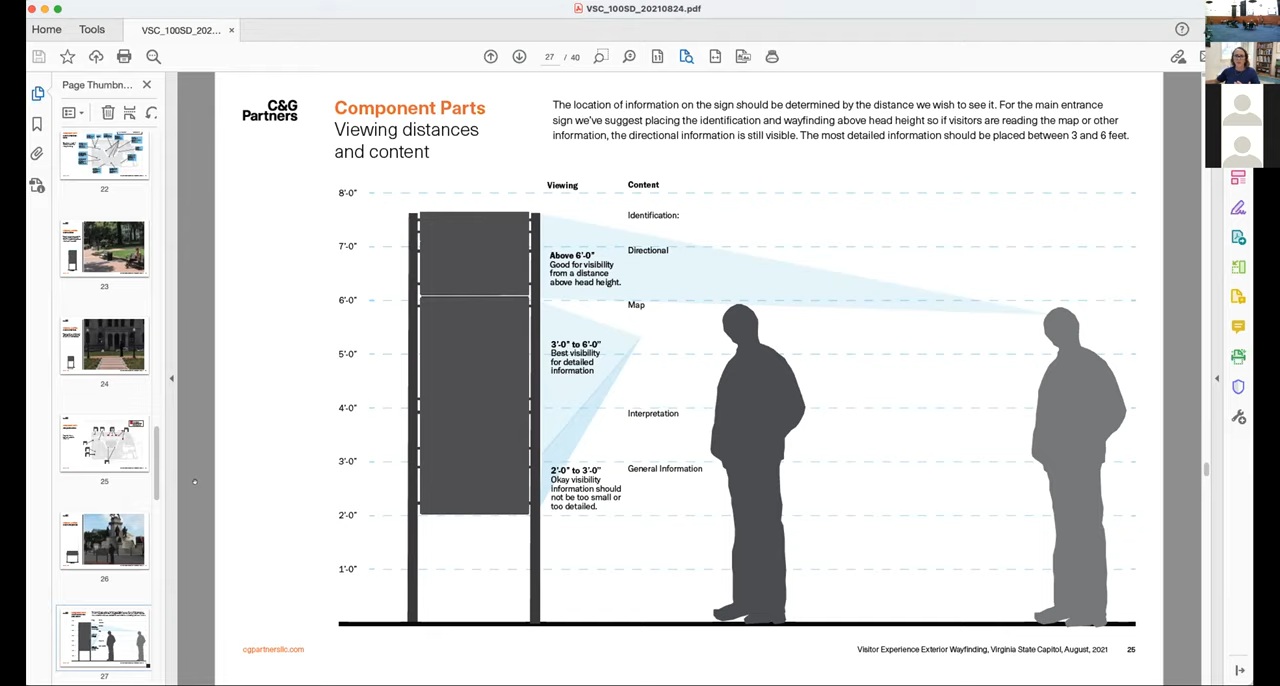 VSC_100SD_20210824.pdf
Home
Tools
VSC_100SD_202...
27 / 40
Page Thumbn...
22
23
24
25
26
27
C&G
Partners
Component Parts
Viewing distances
and content
The location of information on the sign should be determined by the distance we wish to see it. For the main entrance
sign we've suggest placing the identification and wayfinding above head height so if visitors are reading the map or other
information, the directional information is still visible. The most detailed information should be placed between 3 and 6 feet.
Viewing
Content
8'-0"
Identification:
7'-0"
Directional
Above 6'-0"
Good for visibility
from a distance
above head height.
6'-0"
Map
3'-0" to 6'-0"
Best visibility
for detailed
information
5'-0"
4'-0"
Interpretation
3'-0"
General Information
2'-0" to 3'-0"
Okay visibility
Information should
not be too small or
too detailed.
2'-0"
1'-0"
cgpartnersllc.com
Visitor Experience Exterior Wayfinding, Virginia State Capitol, August, 2021
25